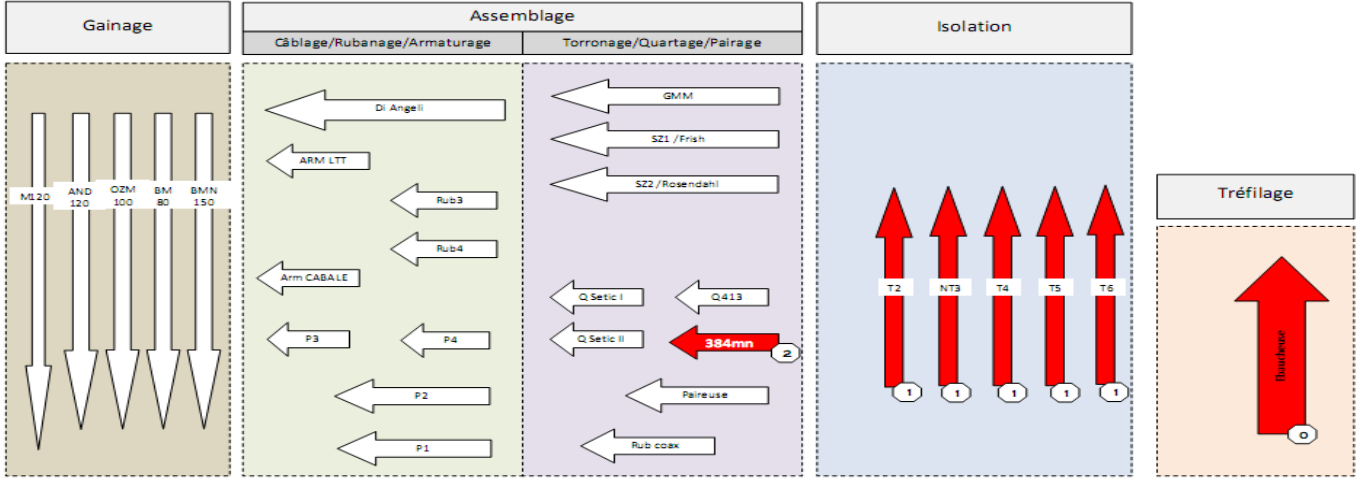 Gainage
Assemblage
Câblage/Rubanage/Armaturage
Torronage/Quartage/Pairage
Isolation
Tréfilage
M120
AND
120
OZM
100
BM
80
BMN
150
Di Angeli
ARM LTT
Rub3
Rub4
Arm CABALE
P3
P4
P2
P1
GMM
SZ1 /Frish
SZ2 /Rosendahl
Q Setic I
Q413
Q Setic II
384mn
2
Paireuse
Rub coax
T2
NT3
T4
T5
T6
1
1
1
1
1
Ebaucheuse
0